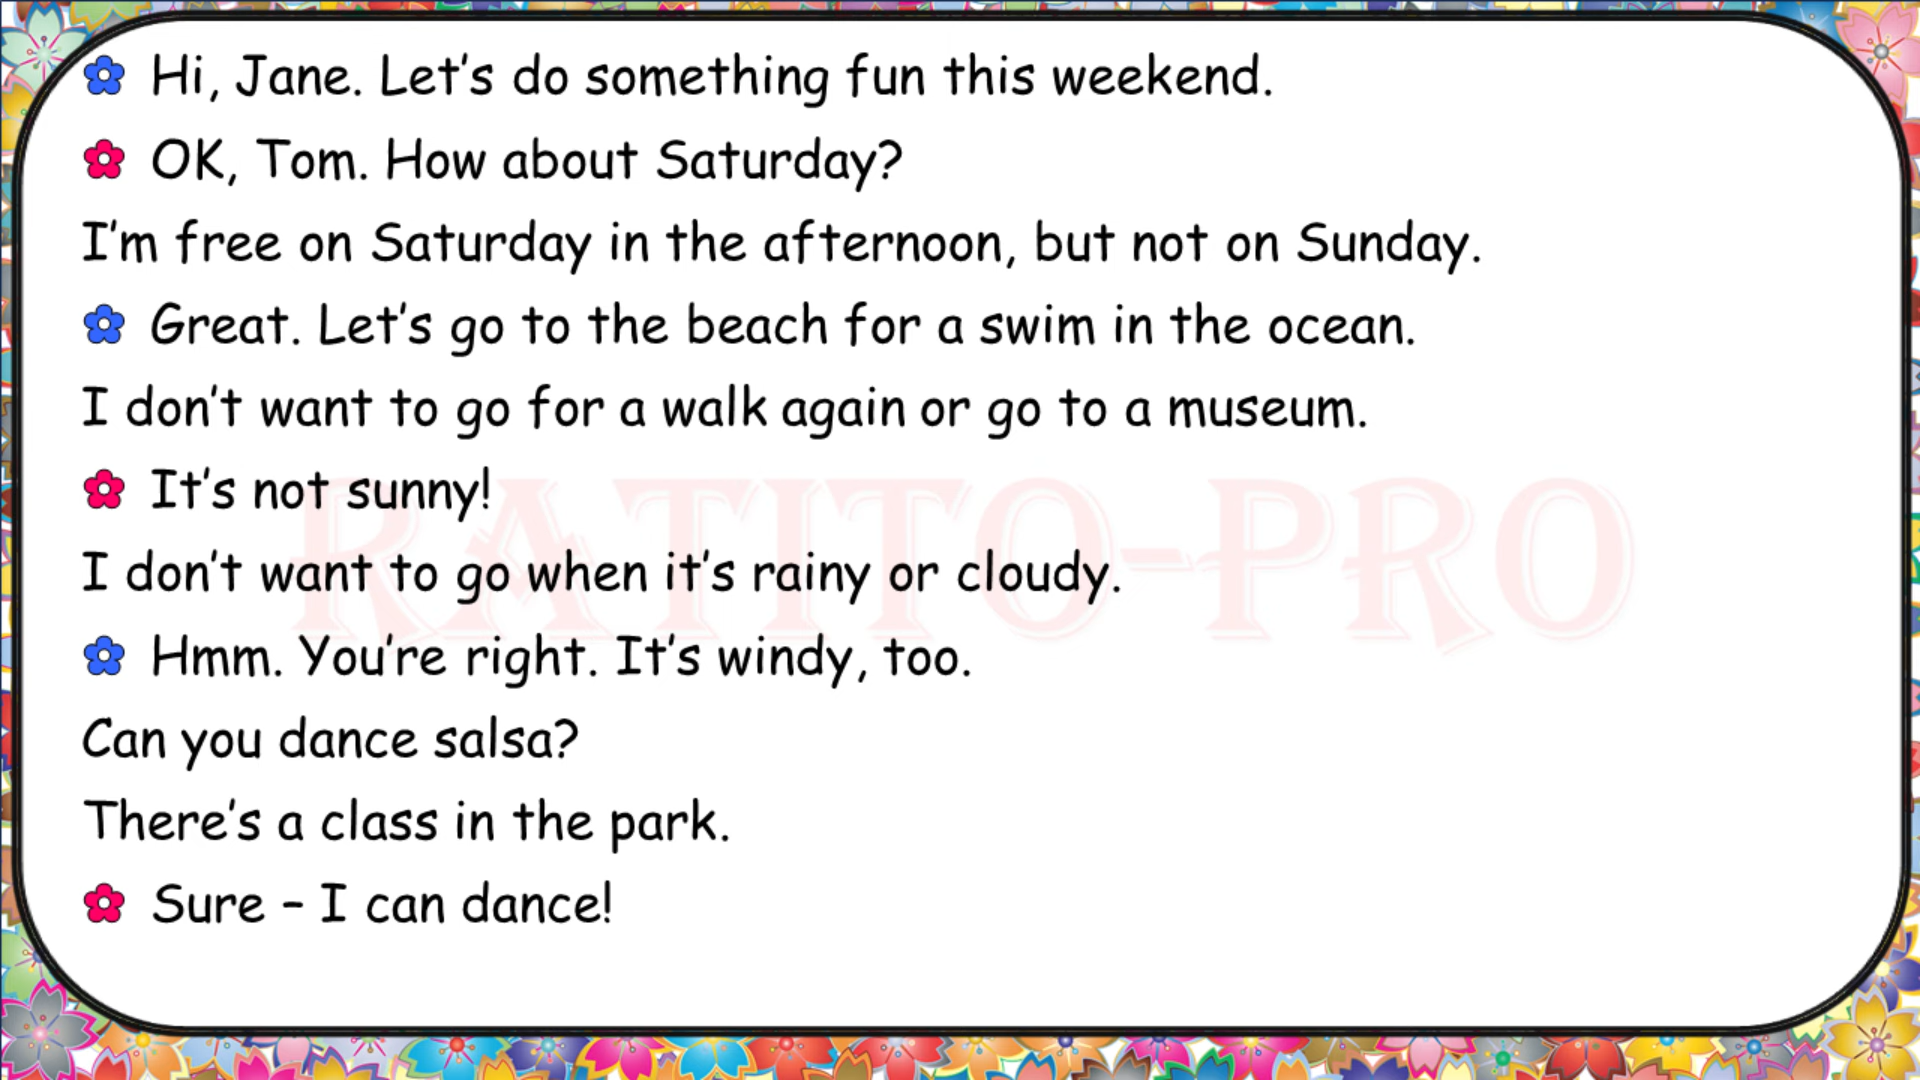 Hi, Jane. Let's do something fun this weekend.
OK, Tom. How about Saturday?
I'm free on Saturday in the afternoon, but not on Sunday.
Great. Let's go to the beach for a swim in the ocean.
I don't want to go for a walk again or go to a museum.
It's not sunny!
I don't want to go when it's rainy or cloudy.
Hmm. You're right. It's windy, too.
Can you dance salsa?
There's a class in the park.
Sure – I can dance!
RATITO-PRO